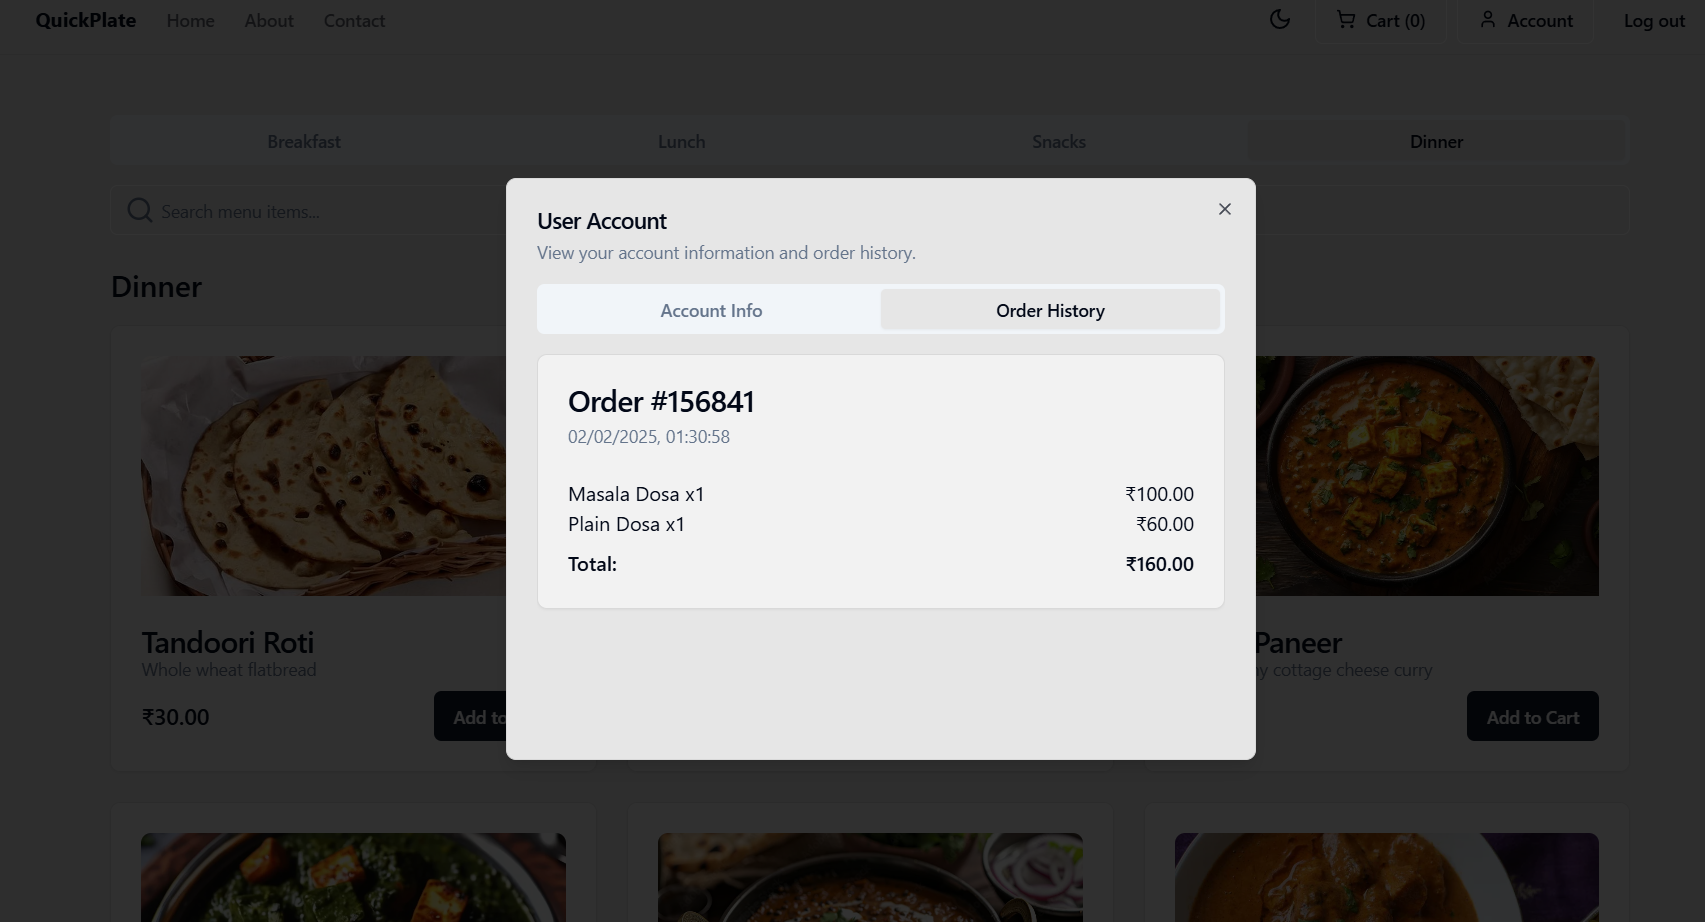 QuickPlate Home About Contact Cart (0) Account Log out
Breakfast Lunch Snacks Dinner
Search menu items...
User Account
View your account information and order history.
Account Info Order History
Order #156841
02/02/2025, 01:30:58
Masala Dosa x1 ₹100.00
Plain Dosa x1 ₹60.00
Total: ₹160.00
Dinner
Tandoori Roti
Whole wheat flatbread
₹30.00 Add to
Paneer
cottage cheese curry
Add to Cart